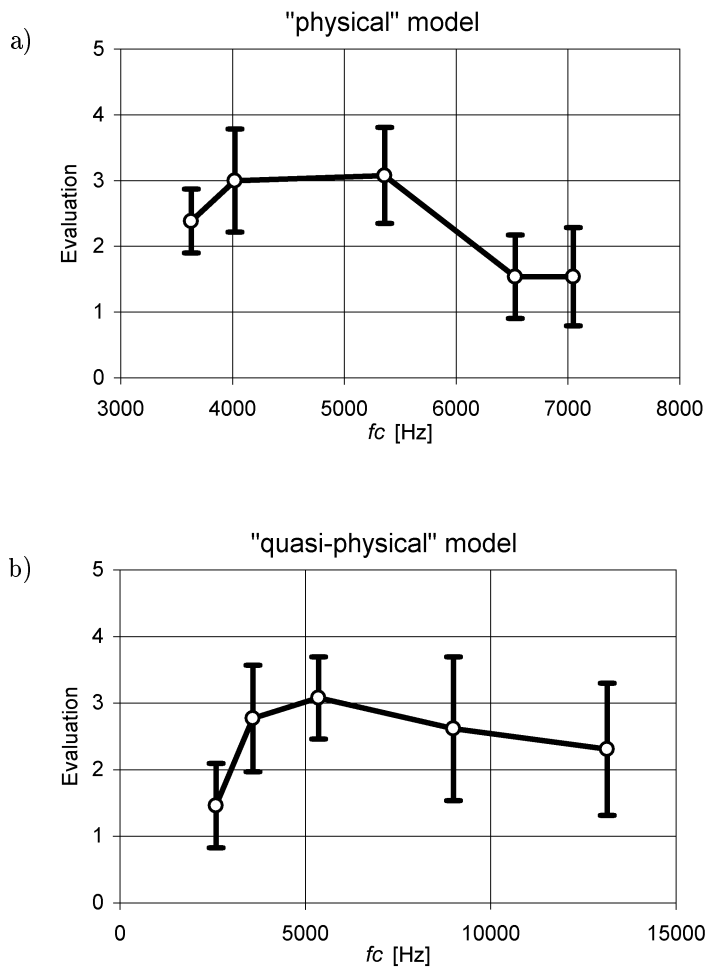 a)
"physical" model
5
4
3
2
1
0
Evaluation
3000 4000 5000 6000 7000 8000
fc [Hz]
b)
"quasi-physical" model
5
4
3
2
1
0
Evaluation
0 5000 10000 15000
fc [Hz]